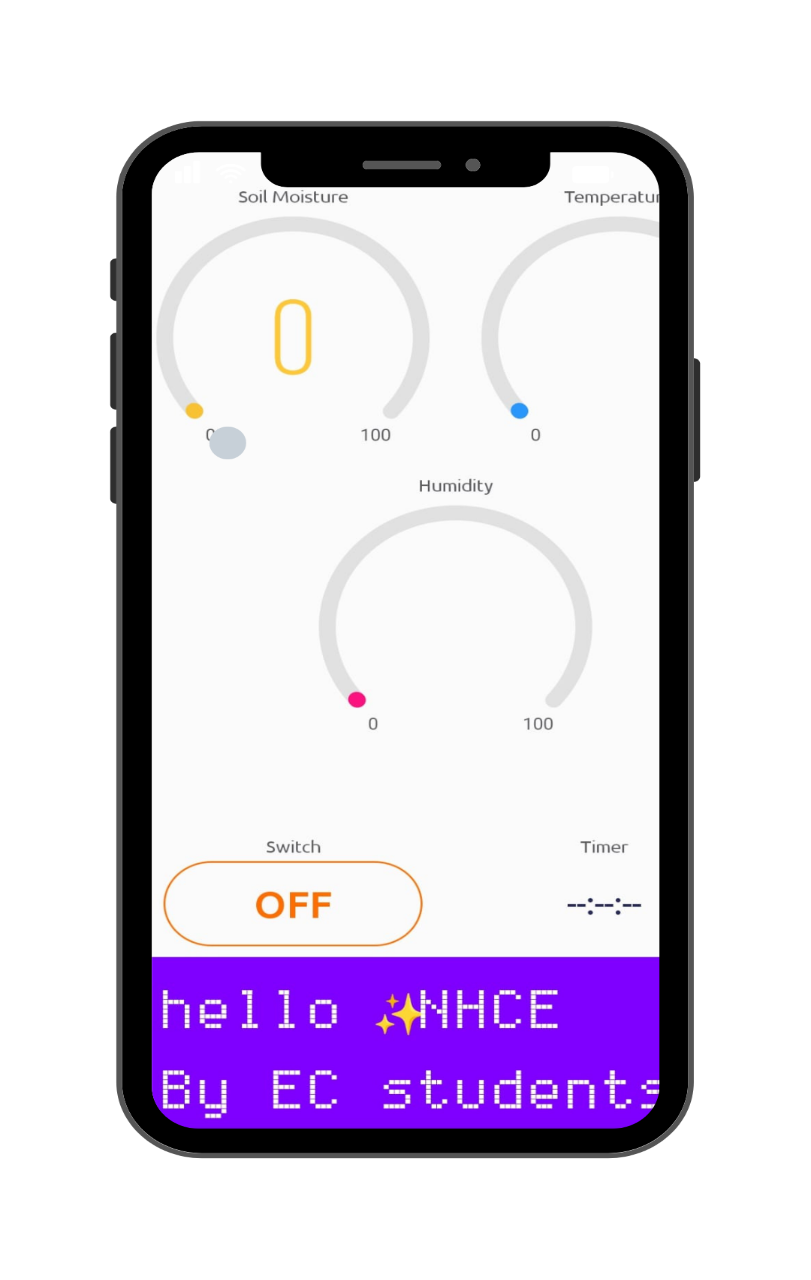 Soil Moisture
Temperatur
0
0
100
0
Humidity
0
100
Switch
Timer
OFF
--:--:--
hello ✨NHCE
By EC students